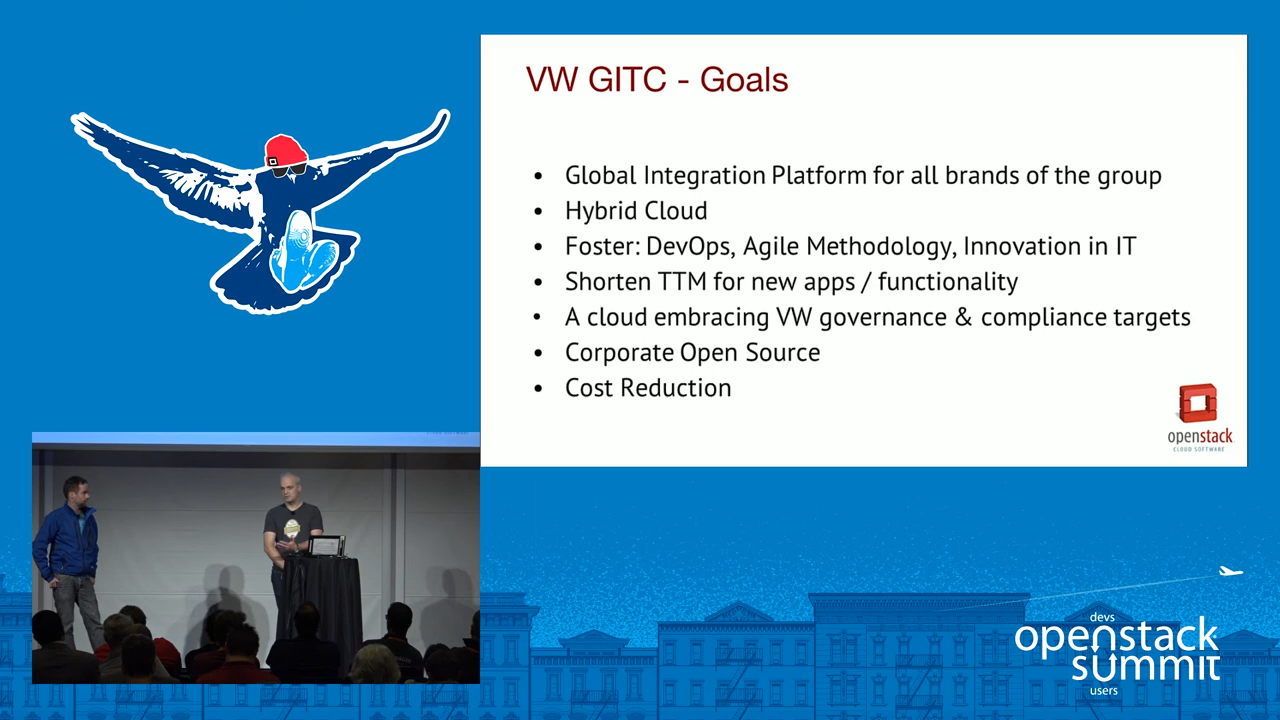 VW GITC - Goals
• Global Integration Platform for all brands of the group
• Hybrid Cloud
• Foster: DevOps, Agile Methodology, Innovation in IT
• Shorten TTM for new apps / functionality
• A cloud embracing VW governance & compliance targets
• Corporate Open Source
• Cost Reduction
openstack
CLOUD SOFTWARE
devs
openstack
summit
users